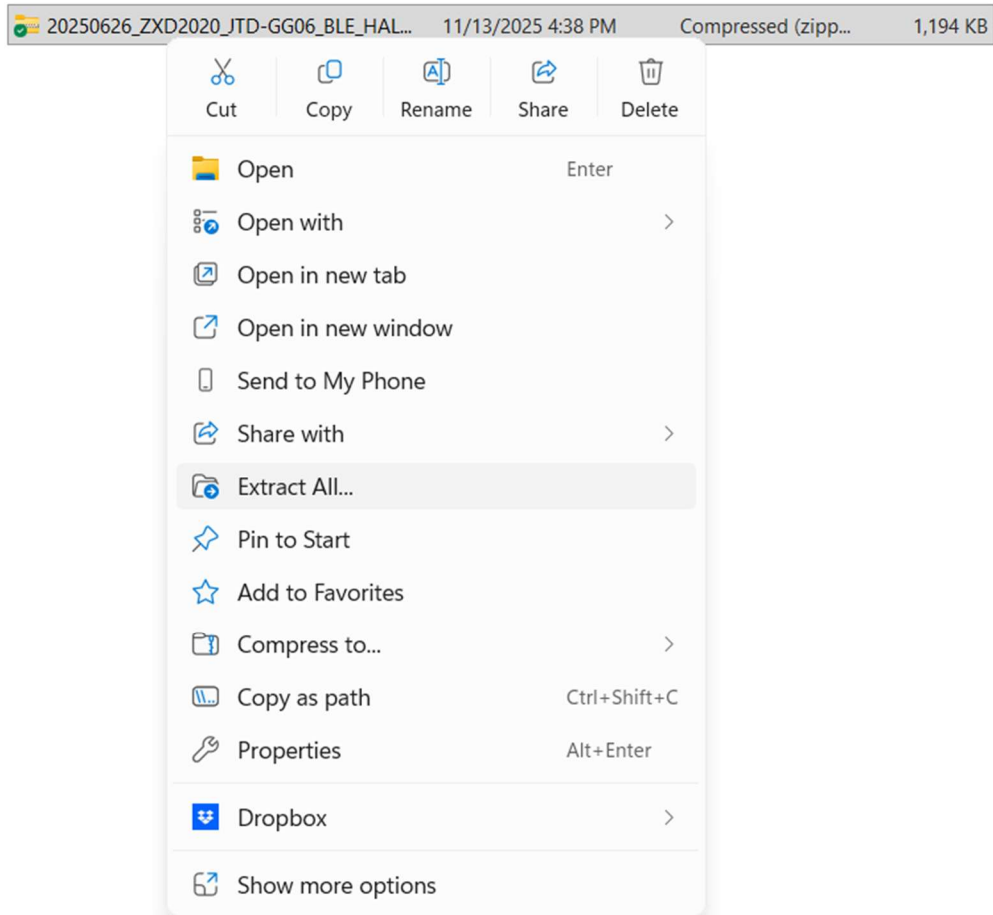 20250626_ZXD2020_JTD-GG06_BLE_HAL... 11/13/2025 4:38 PM Compressed (zipp... 1,194 KB
Cut Copy Rename Share Delete
Open Enter
Open with
Open in new tab
Open in new window
Send to My Phone
Share with
Extract All...
Pin to Start
Add to Favorites
Compress to...
Copy as path Ctrl+Shift+C
Properties Alt+Enter
Dropbox
Show more options